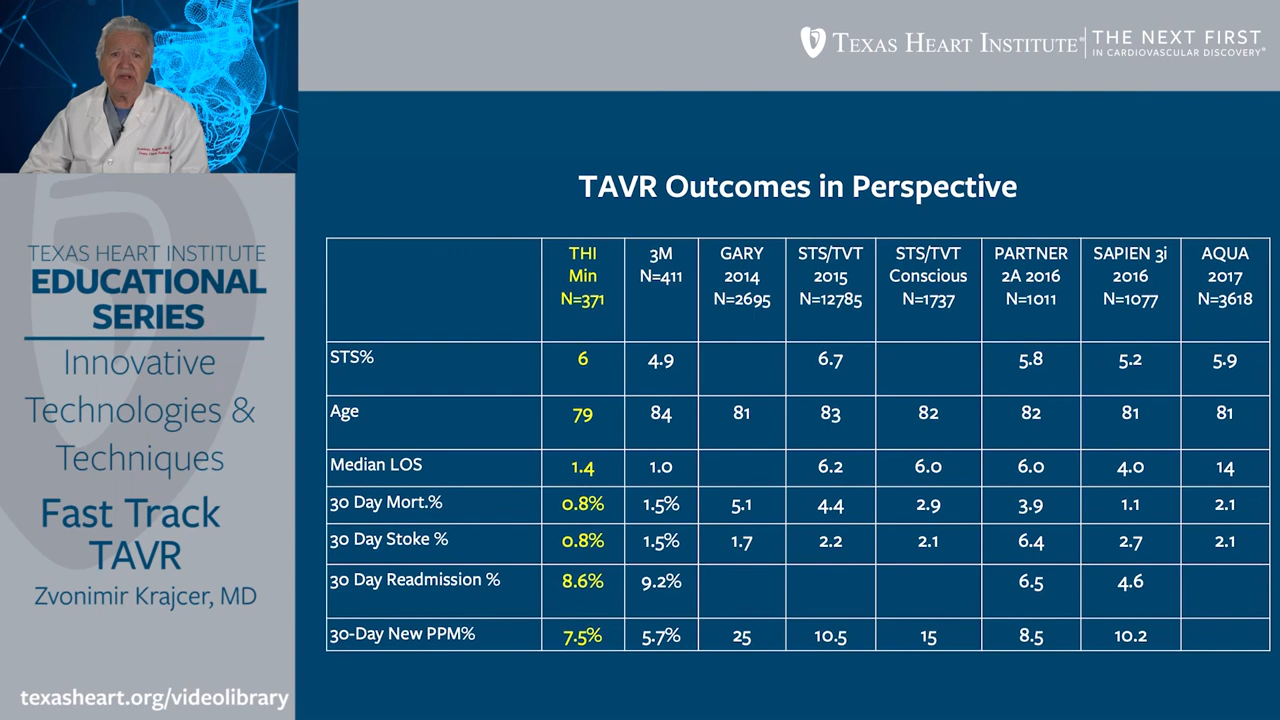 TEXAS HEART INSTITUTE®
THE NEXT FIRST
IN CARDIOVASCULAR DISCOVERY®
TEXAS HEART INSTITUTE
EDUCATIONAL
SERIES
Innovative
Technologies &
Techniques
Fast Track
TAVR
Zvonimir Krajcer, MD
texasheart.org/videolibrary
TAVR Outcomes in Perspective
THI Min N=371 3M N=411 GARY 2014 N=2695 STS/TVT 2015 N=12785 STS/TVT Conscious N=1737 PARTNER 2A 2016 N=1011 SAPIEN 3i 2016 N=1077 AQUA 2017 N=3618
STS% 6 4.9 6.7 5.8 5.2 5.9
Age 79 84 81 83 82 82 81 81
Median LOS 1.4 1.0 6.2 6.0 6.0 4.0 14
30 Day Mort.% 0.8% 1.5% 5.1 4.4 2.9 3.9 1.1 2.1
30 Day Stoke % 0.8% 1.5% 1.7 2.2 2.1 6.4 2.7 2.1
30 Day Readmission % 8.6% 9.2% 6.5 4.6
30-Day New PPM% 7.5% 5.7% 25 10.5 15 8.5 10.2